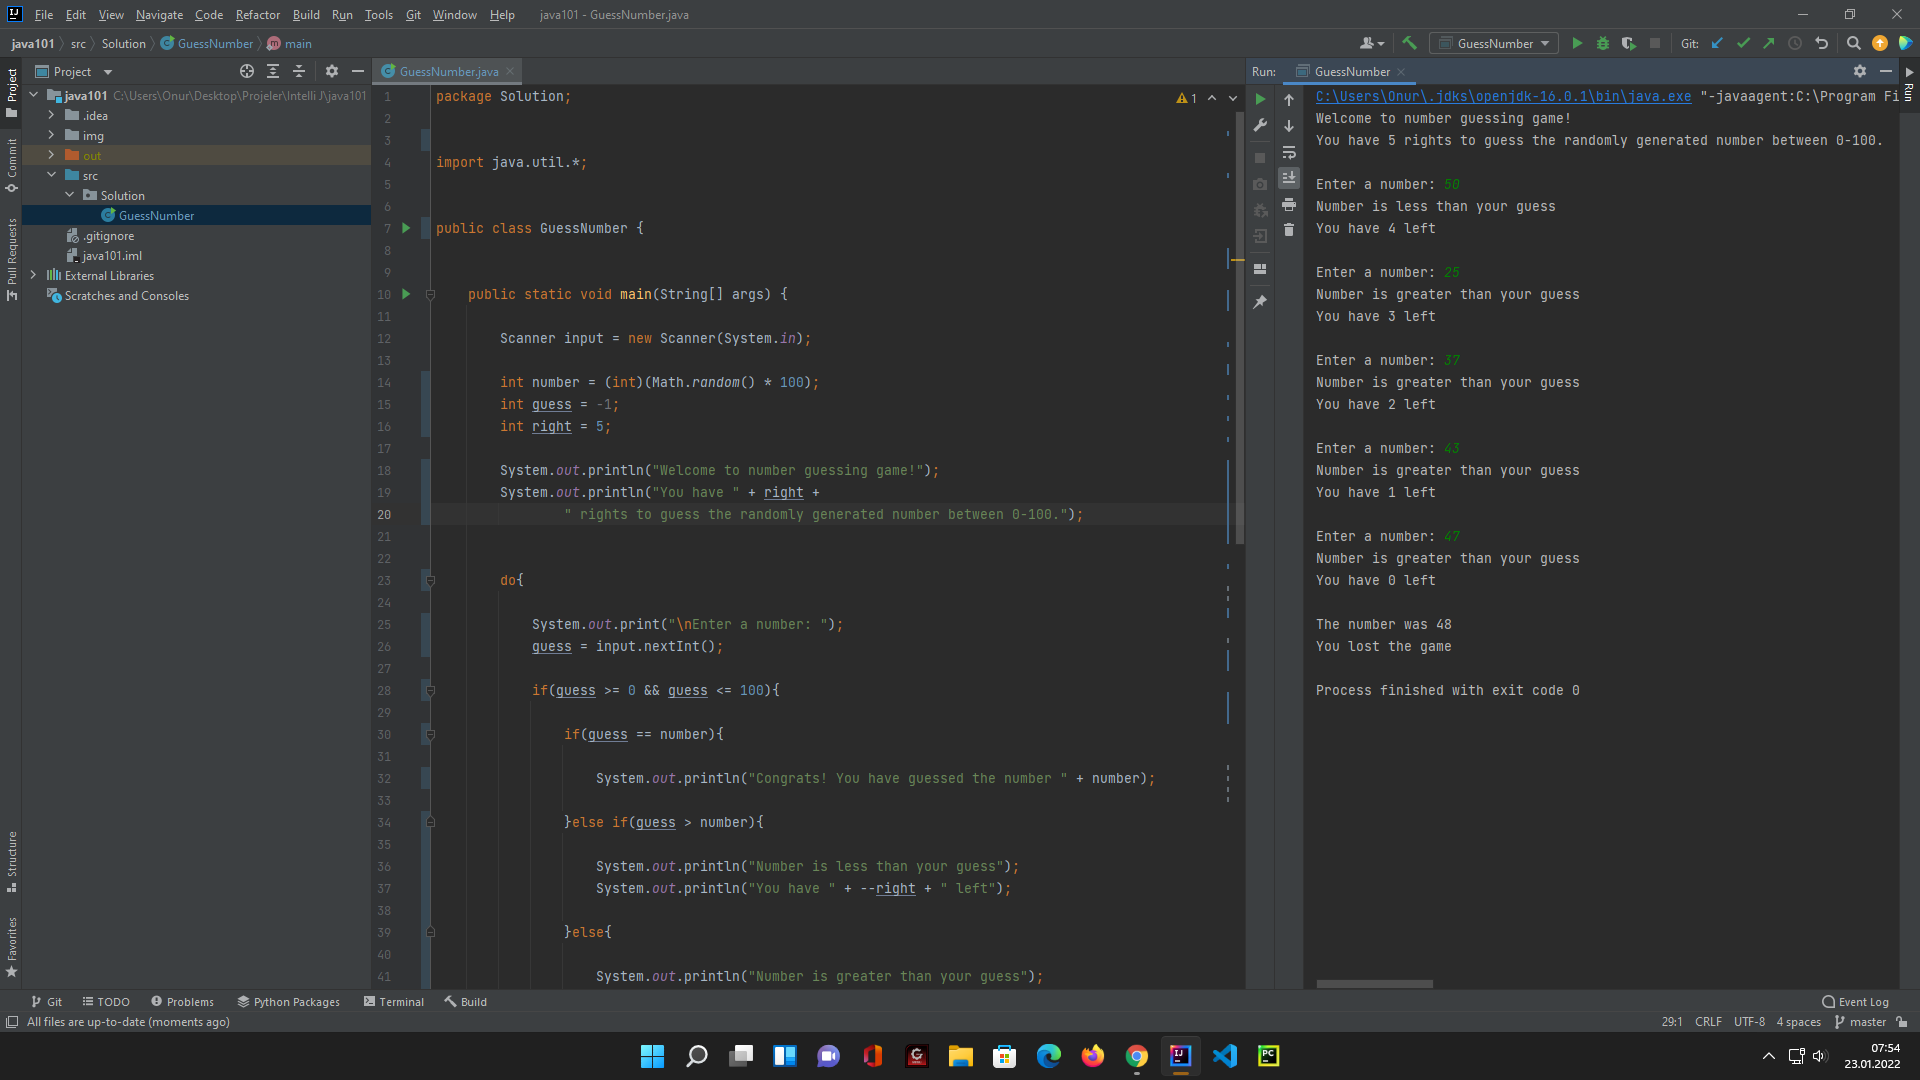 File Edit View Navigate Code Refactor Build Run Tools Git Window Help java101 - GuessNumber.java
java101 src Solution GuessNumber main
GuessNumber Git:
Project
java101 C:\Users\Onur\Desktop\Projeler\Intelli J\java101
.idea
img
out
src
Solution
GuessNumber
.gitignore
java101.iml
External Libraries
Scratches and Consoles
Project
Commit
Pull Requests
Structure
Favorites
GuessNumber.java
1
1 package Solution;
2
3
4 import java.util.*;
5
6
7 public class GuessNumber {
8
9
10 public static void main(String[] args) {
11
12 Scanner input = new Scanner(System.in);
13
14 int number = (int)(Math.random() * 100);
15 int guess = -1;
16 int right = 5;
17
18 System.out.println("Welcome to number guessing game!");
19 System.out.println("You have " + right +
20 " rights to guess the randomly generated number between 0-100.");
21
22
23 do{
24
25 System.out.print("\nEnter a number: ");
26 guess = input.nextInt();
27
28 if(guess >= 0 && guess <= 100){
29
30 if(guess == number){
31
32 System.out.println("Congrats! You have guessed the number " + number);
33
34 }else if(guess > number){
35
36 System.out.println("Number is less than your guess");
37 System.out.println("You have " + --right + " left");
38
39 }else{
40
41 System.out.println("Number is greater than your guess");
Run: GuessNumber
Run
C:\Users\Onur\.jdks\openjdk-16.0.1\bin\java.exe "-javaagent:C:\Program Fi
Welcome to number guessing game!
You have 5 rights to guess the randomly generated number between 0-100.
Enter a number: 50
Number is less than your guess
You have 4 left
Enter a number: 25
Number is greater than your guess
You have 3 left
Enter a number: 37
Number is greater than your guess
You have 2 left
Enter a number: 43
Number is greater than your guess
You have 1 left
Enter a number: 47
Number is greater than your guess
You have 0 left
The number was 48
You lost the game
Process finished with exit code 0
Git TODO Problems Python Packages Terminal Build Event Log
All files are up-to-date (moments ago) 29:1 CRLF UTF-8 4 spaces master
07:54
23.01.2022